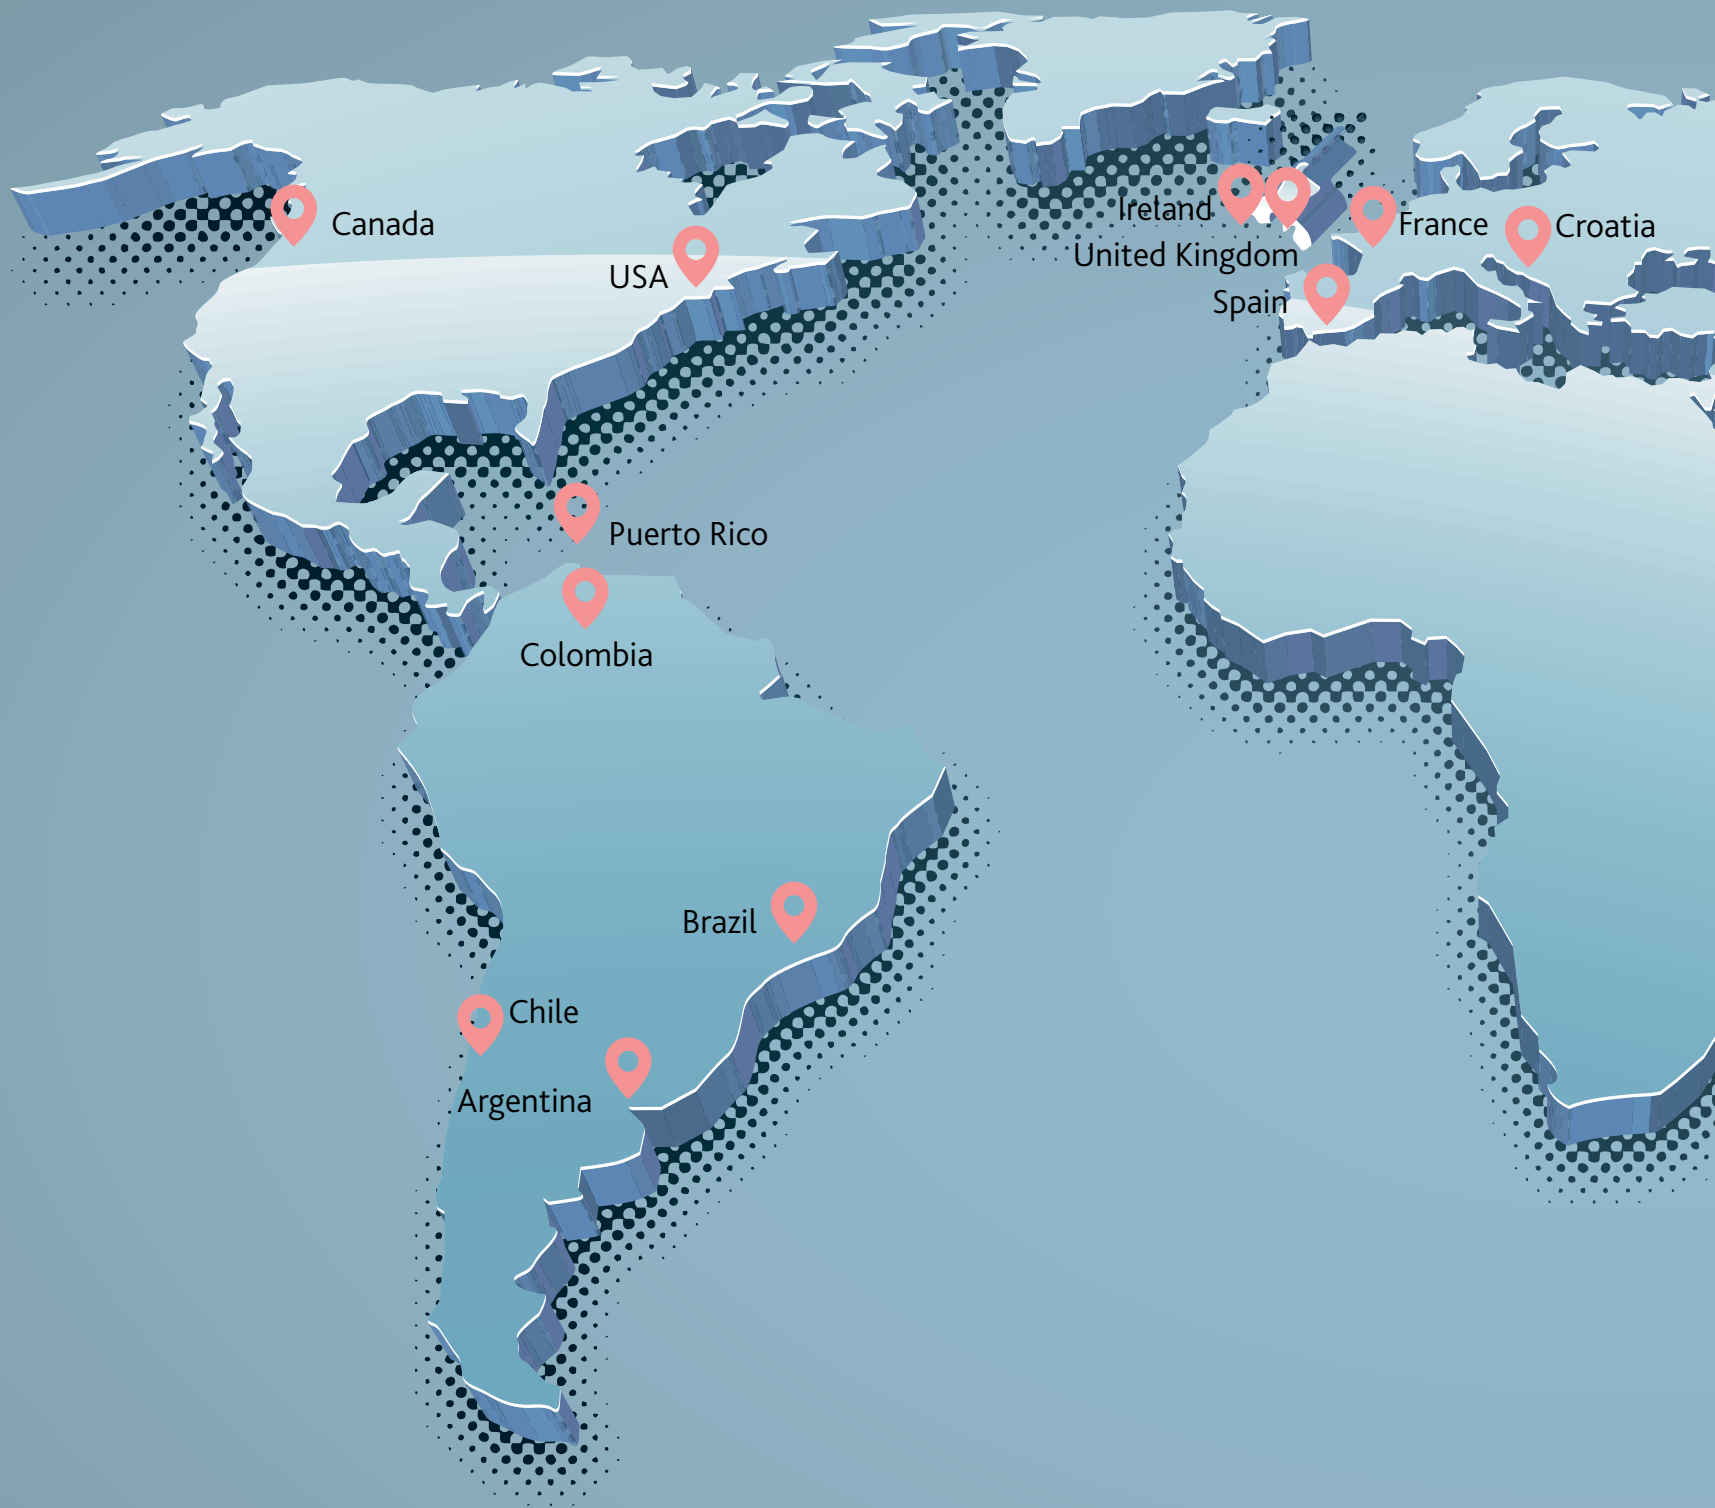 Canada
USA
Ireland
United Kingdom
France
Croatia
Spain
Puerto Rico
Colombia
Brazil
Chile
Argentina